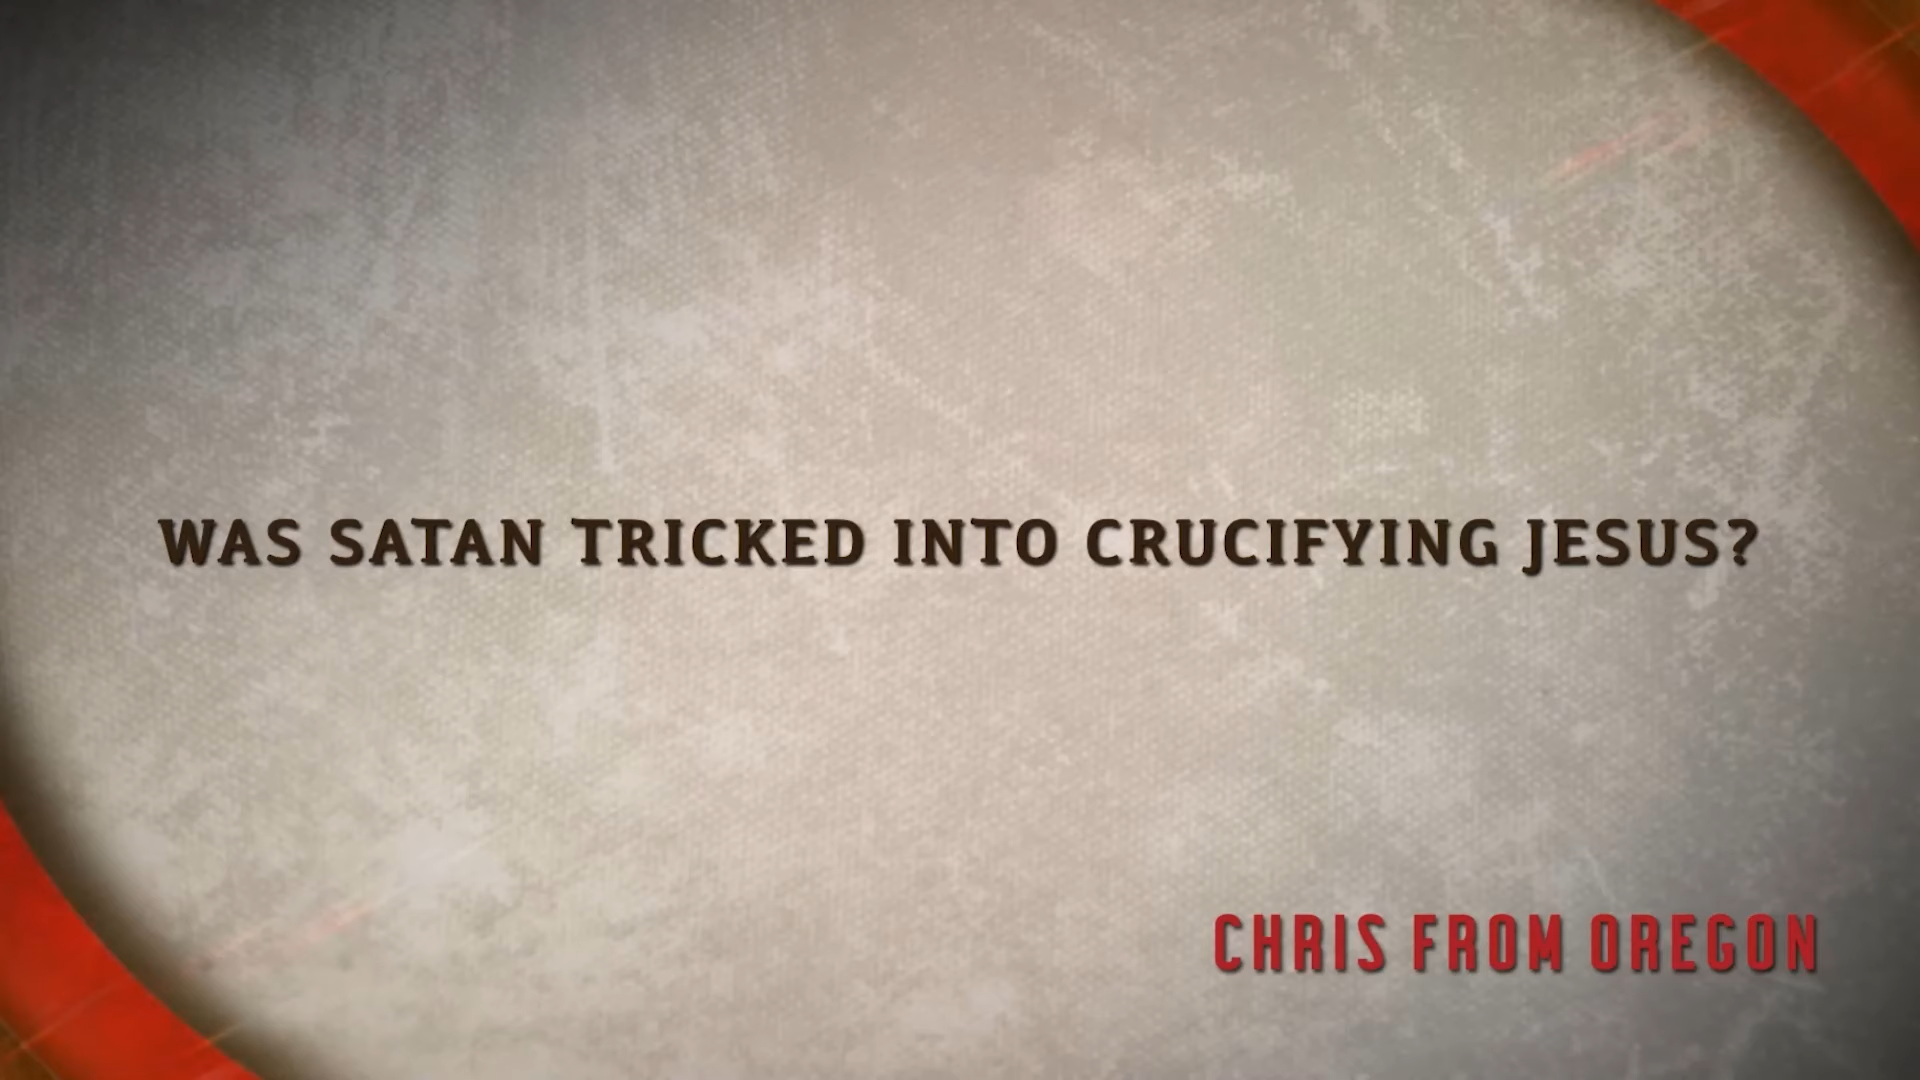 WAS SATAN TRICKED INTO CRUCIFYING JESUS?
CHRIS FROM OREGON